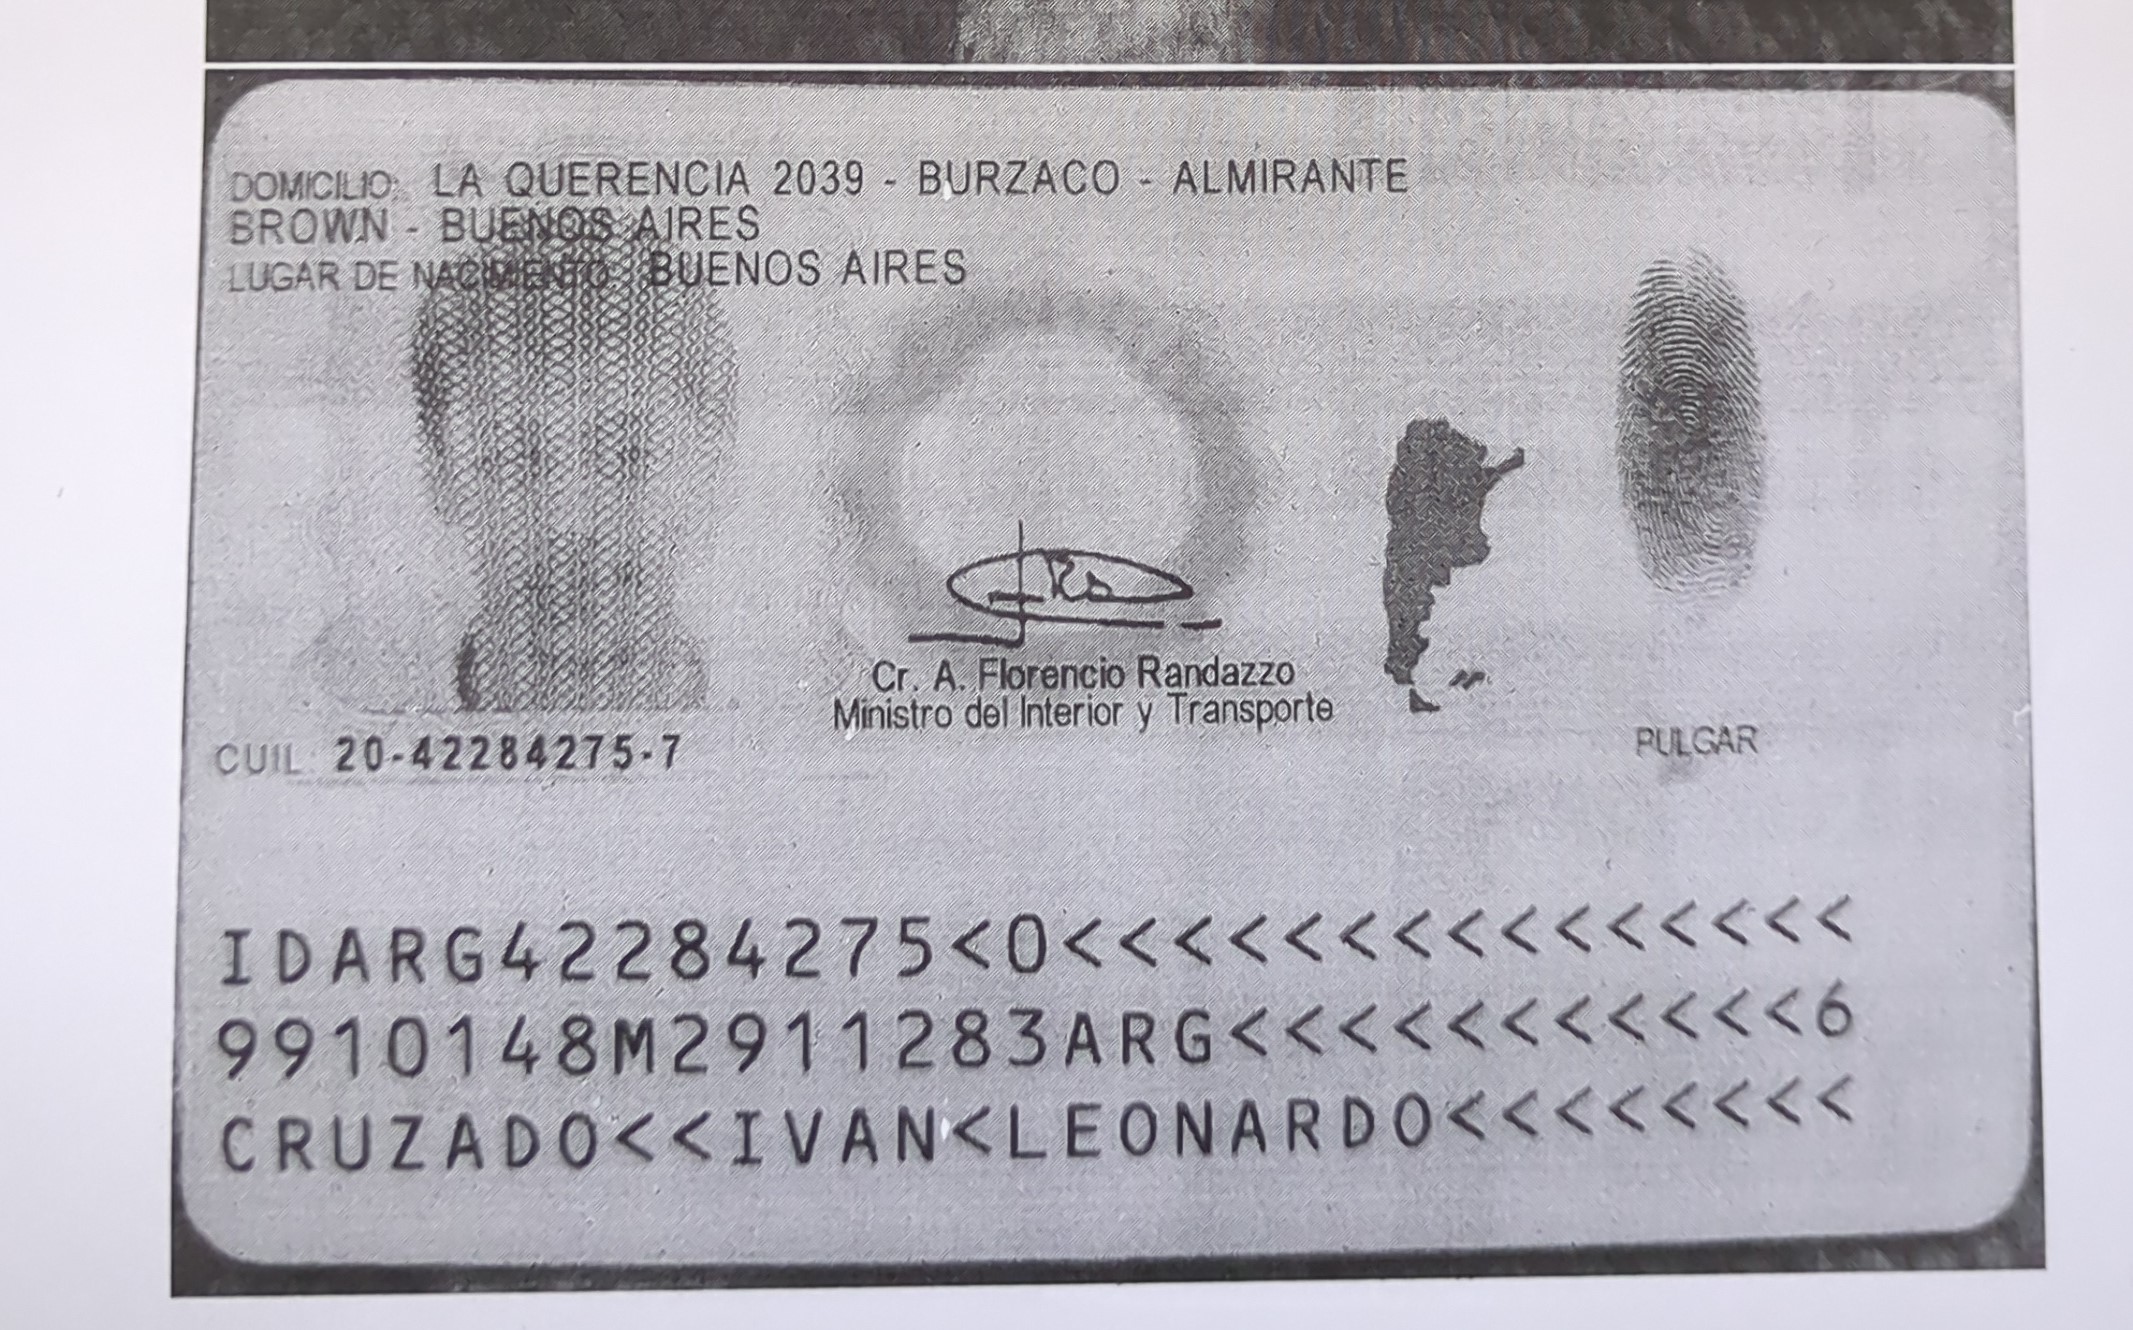 DOMICILIO: LA QUERENCIA 2039 - BURZACO - ALMIRANTE
BROWN - BUENOS AIRES
LUGAR DE NACIMIENTO: BUENOS AIRES
Cr. A. Florencio Randazzo
Ministro del Interior y Transporte
CUIL: 20-42284275-7
PULGAR
IDARG42284275<0<<<<<<<<<<<<<<<
9910148M2911283ARG<<<<<<<<<<<6
CRUZADO<<IVAN<LEONARDO<<<<<<<<